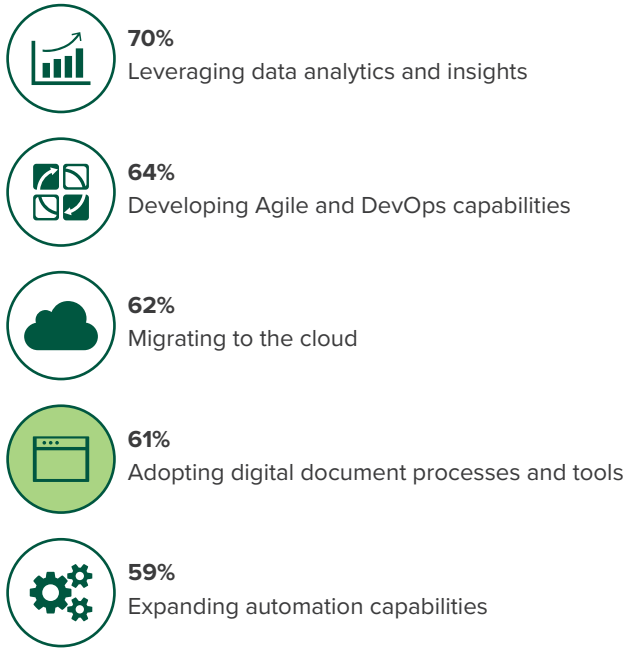 70%
Leveraging data analytics and insights
64%
Developing Agile and DevOps capabilities
62%
Migrating to the cloud
61%
Adopting digital document processes and tools
59%
Expanding automation capabilities